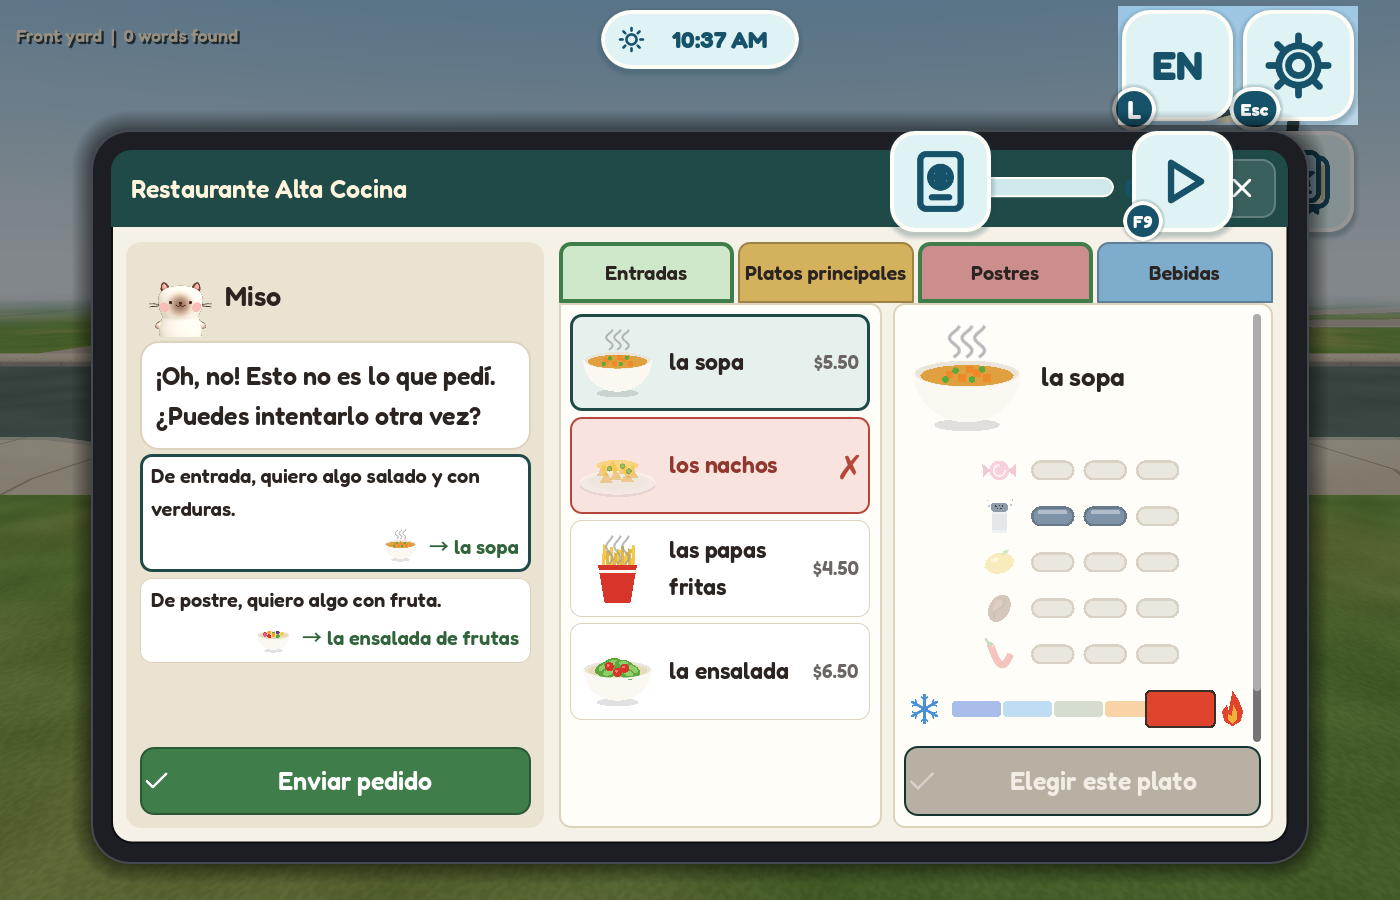 Front yard | 0 words found
10:37 AM
EN
L
Esc
Restaurante Alta Cocina
F9
Miso
¡Oh, no! Esto no es lo que pedí.
¿Puedes intentarlo otra vez?
De entrada, quiero algo salado y con
verduras.
→ la sopa
De postre, quiero algo con fruta.
→ la ensalada de frutas
Enviar pedido
Entradas
Platos principales
Postres
Bebidas
la sopa
$5.50
los nachos
✗
las papas
fritas
$4.50
la ensalada
$6.50
la sopa
Elegir este plato